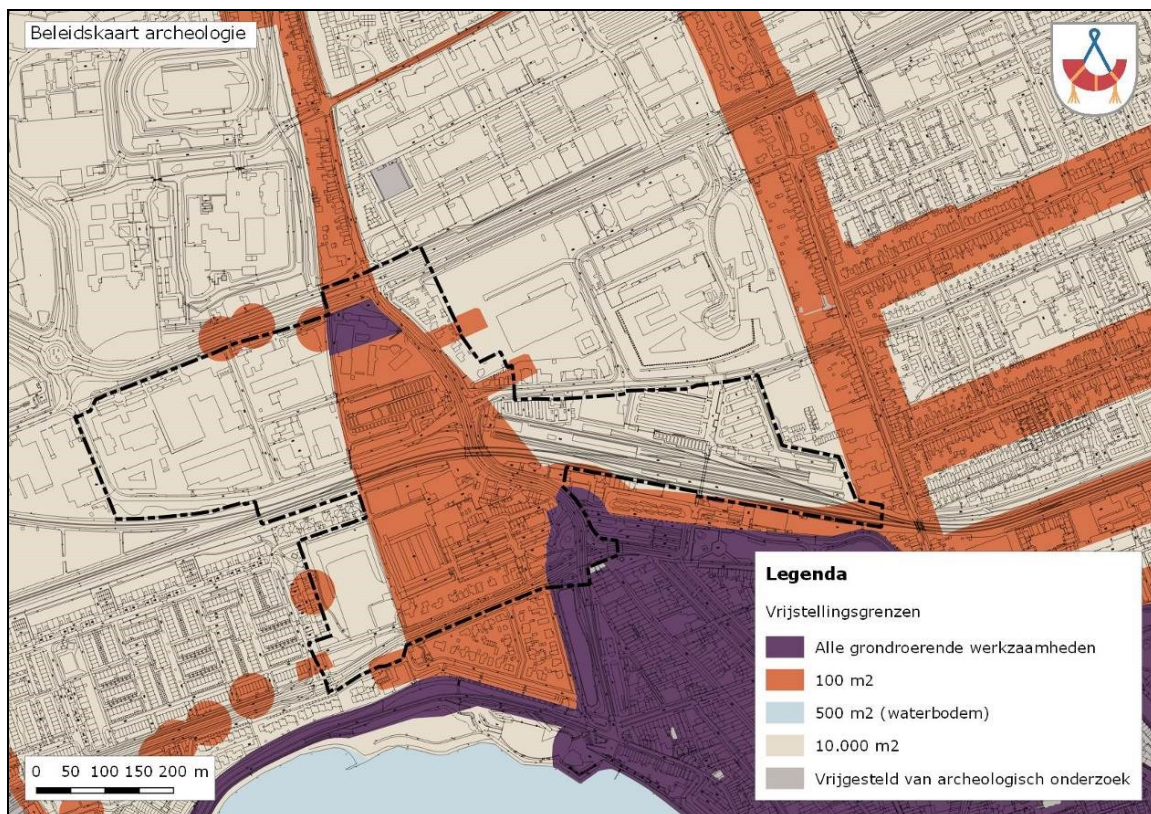 Beleidskaart archeologie
Legenda
Vrijstellingsgrenzen
Alle grondroerende werkzaamheden
100 m2
500 m2 (waterbodem)
10.000 m2
Vrijgesteld van archeologisch onderzoek
0 50 100 150 200 m